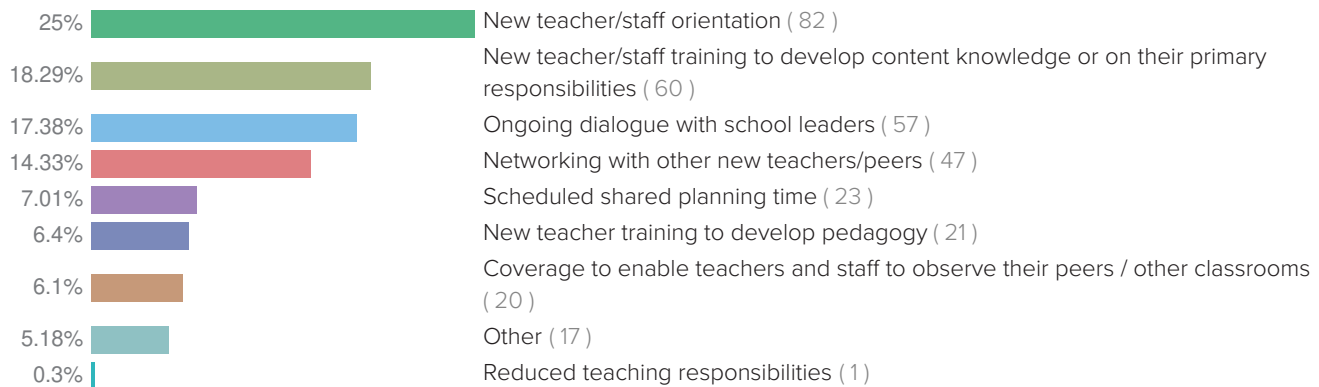 25% New teacher/staff orientation ( 82 )
18.29% New teacher/staff training to develop content knowledge or on their primary
responsibilities ( 60 )
17.38% Ongoing dialogue with school leaders ( 57 )
14.33% Networking with other new teachers/peers ( 47 )
7.01% Scheduled shared planning time ( 23 )
6.4% New teacher training to develop pedagogy ( 21 )
6.1% Coverage to enable teachers and staff to observe their peers / other classrooms
( 20 )
5.18% Other ( 17 )
0.3% Reduced teaching responsibilities ( 1 )